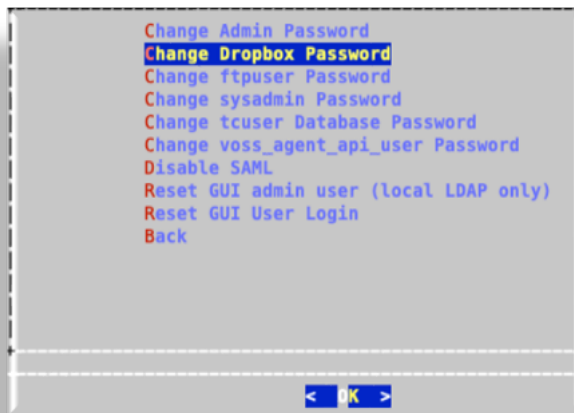 Change Admin Password
Change Dropbox Password
Change ftpuser Password
Change sysadmin Password
Change tcuser Database Password
Change voss_agent_api_user Password
Disable SAML
Reset GUI admin user (local LDAP only)
Reset GUI User Login
Back
< OK >